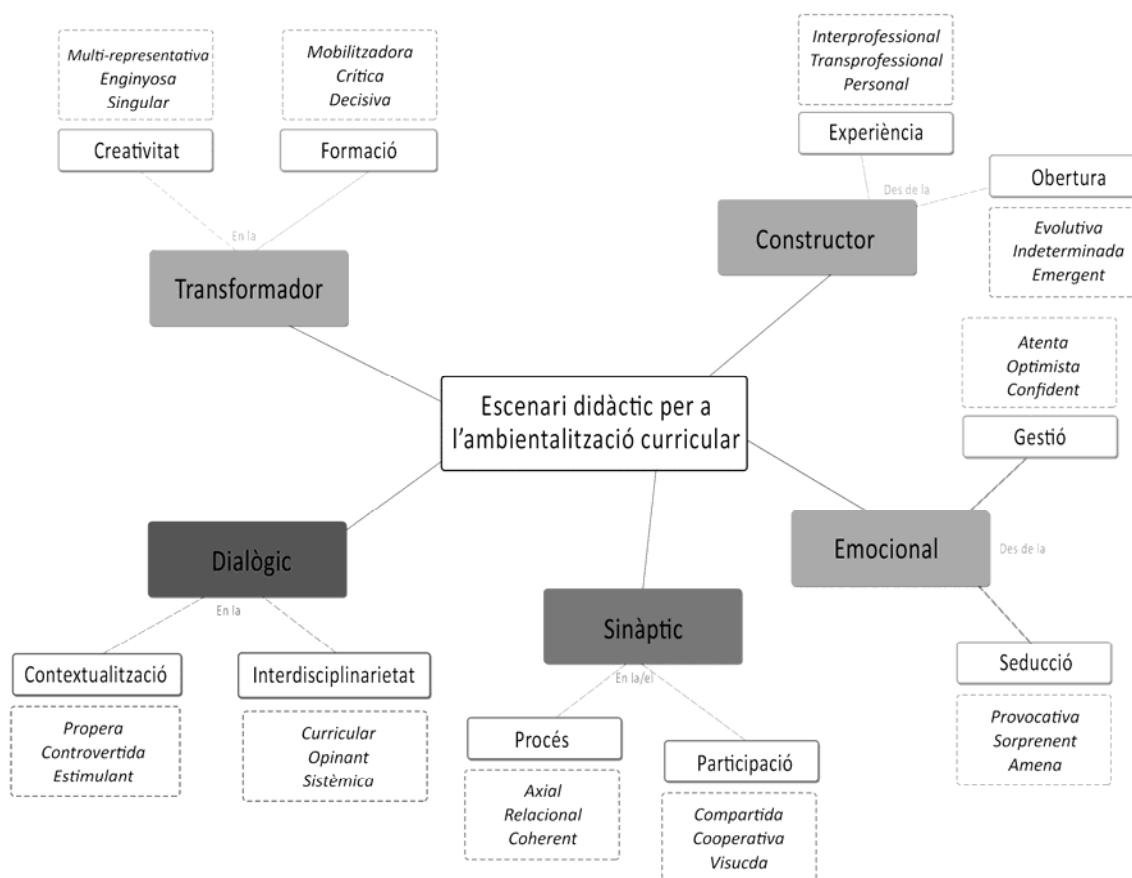 Multi-representativa
Enginyosa
Singular
Creativitat
Mobilitzadora
Crítica
Decisiva
Formació
En la
Transformador
Interprofessional
Transprofessional
Personal
Experiència
Des de la
Obertura
Evolutiva
Indeterminada
Emergent
Constructor
Escenari didàctic per a
l'ambientalització curricular
Atenta
Optimista
Confident
Gestió
Emocional
Des de la
Seducció
Provocativa
Sorprenent
Amena
Dialògic
En la
Contextualització
Propera
Controvertida
Estimulant
Interdisciplinarietat
Curricular
Opinant
Sistèmica
Sinàptic
En la/el
Procés
Axial
Relacional
Coherent
Participació
Compartida
Cooperativa
Visucda